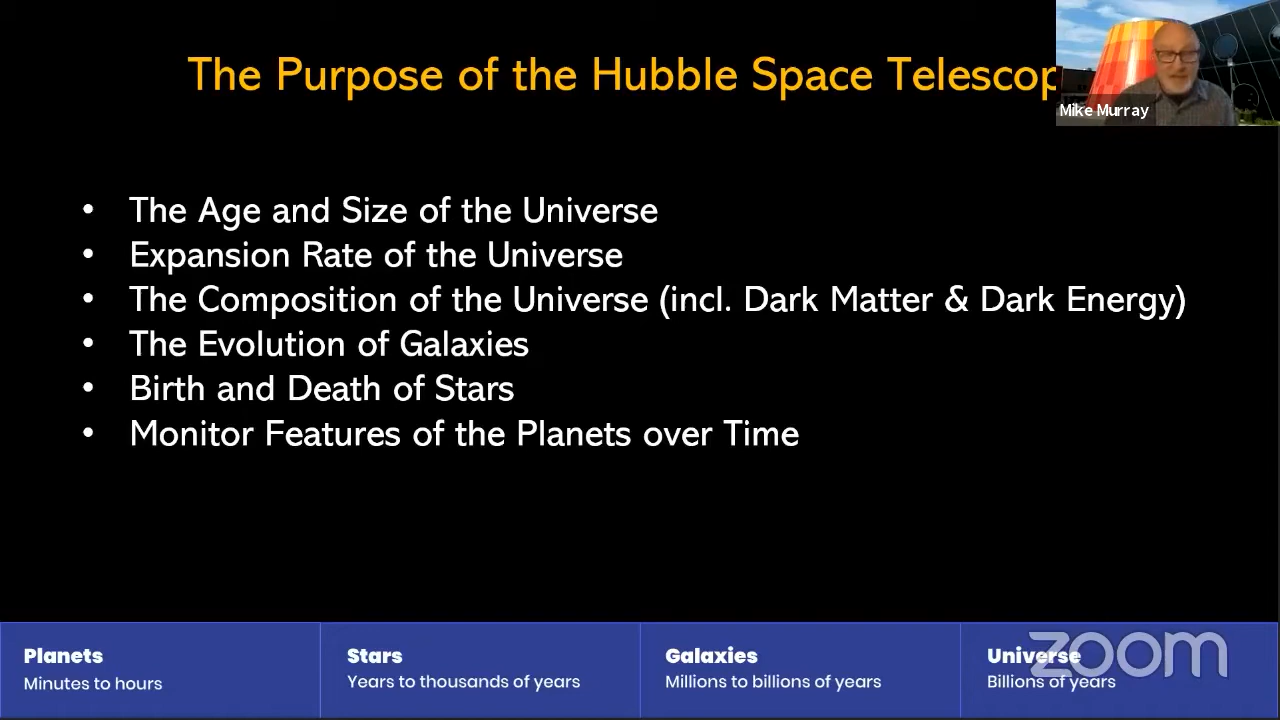 The Purpose of the Hubble Space Telescop
Mike Murray
• The Age and Size of the Universe
• Expansion Rate of the Universe
• The Composition of the Universe (incl. Dark Matter & Dark Energy)
• The Evolution of Galaxies
• Birth and Death of Stars
• Monitor Features of the Planets over Time
Planets
Minutes to hours
Stars
Years to thousands of years
Galaxies
Millions to billions of years
Universe
Billions of years
zoom